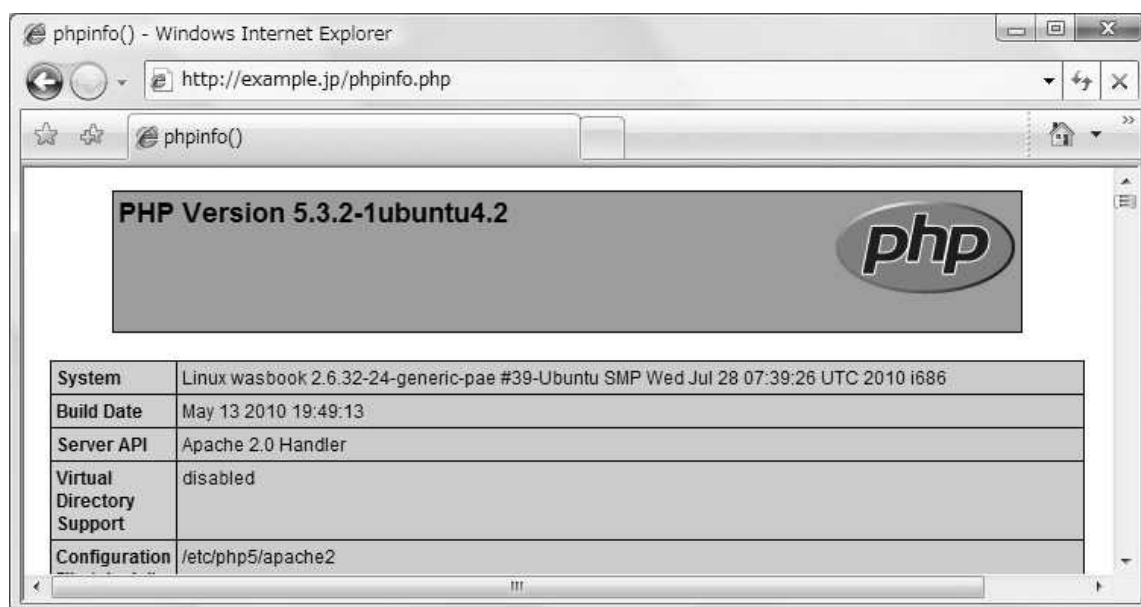 phpinfo() - Windows Internet Explorer
http://example.jp/phpinfo.php
phpinfo()
PHP Version 5.3.2-1ubuntu4.2
php
System Linux wasbook 2.6.32-24-generic-pae #39-Ubuntu SMP Wed Jul 28 07:39:26 UTC 2010 i686
Build Date May 13 2010 19:49:13
Server API Apache 2.0 Handler
Virtual disabled
Directory
Support
Configuration /etc/php5/apache2